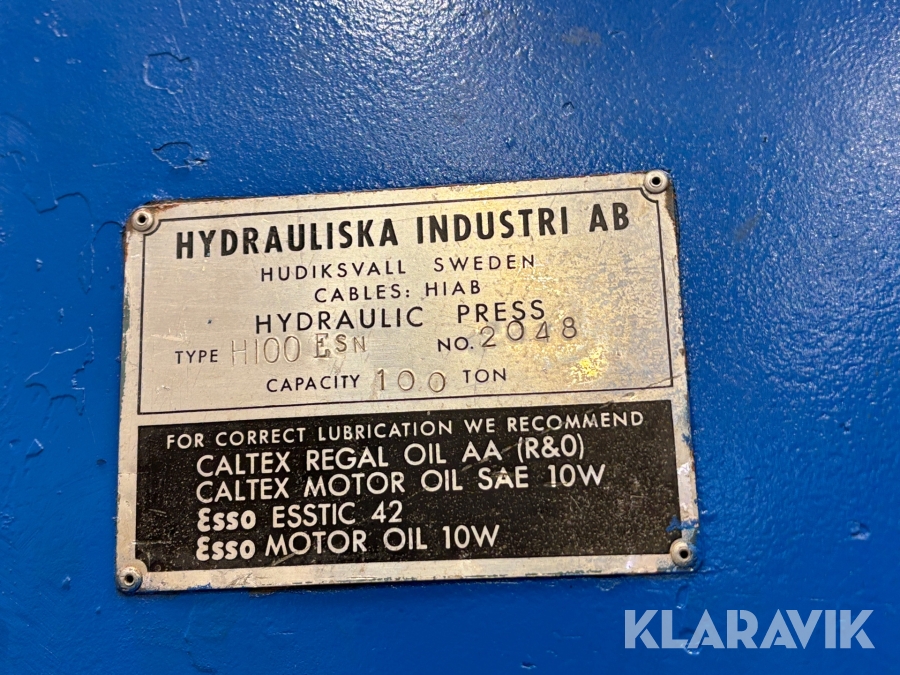 HYDRAULISKA INDUSTRI AB
HUDIKSVALL SWEDEN
CABLES: HIAB
HYDRAULIC PRESS
TYPE H100 ESN NO. 2048
CAPACITY 100 TON
FOR CORRECT LUBRICATION WE RECOMMEND
CALTEX REGAL OIL AA (R&O)
CALTEX MOTOR OIL SAE 10W
Esso ESSTIC 42
Esso MOTOR OIL 10W
KLARAVIK